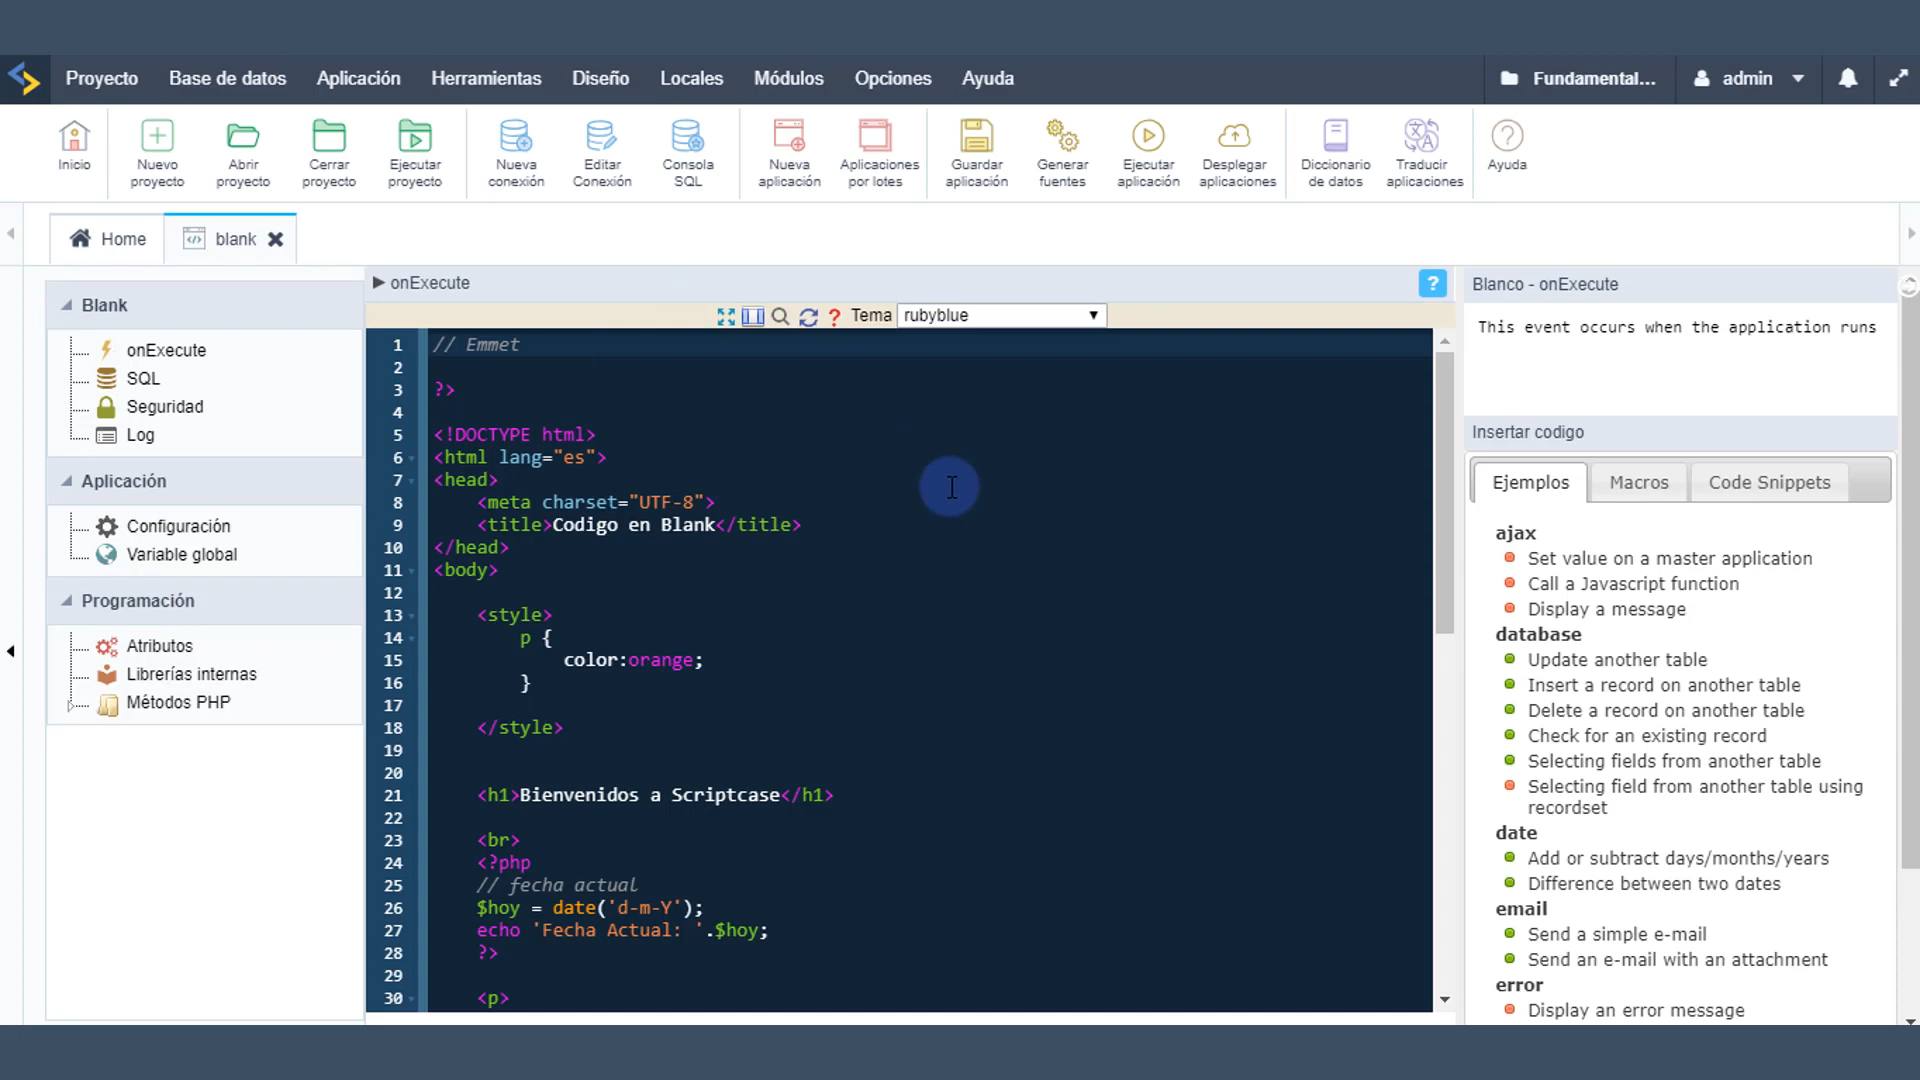 Proyecto Base de datos Aplicación Herramientas Diseño Locales Módulos Opciones Ayuda Fundamental... admin
Inicio
Nuevo proyecto
Abrir proyecto
Cerrar proyecto
Ejecutar proyecto
Nueva conexión
Editar Conexión
Consola SQL
Nueva aplicación
Aplicaciones por lotes
Guardar aplicación
Generar fuentes
Ejecutar aplicación
Desplegar aplicaciones
Diccionario de datos
Traducir aplicaciones
Ayuda
Home
blank
Blank
onExecute
SQL
Seguridad
Log
Aplicación
Configuración
Variable global
Programación
Atributos
Librerías internas
Métodos PHP
onExecute ?
? Tema rubyblue
1 // Emmet
2
3 ?>
4
5 <!DOCTYPE html>
6 <html lang="es">
7 <head>
8 <meta charset="UTF-8">
9 <title>Codigo en Blank</title>
10 </head>
11 <body>
12
13 <style>
14 p {
15 color:orange;
16 }
17
18 </style>
19
20
21 <h1>Bienvenidos a Scriptcase</h1>
22
23 <br>
24 <?php
25 // fecha actual
26 $hoy = date('d-m-Y');
27 echo 'Fecha Actual: '.$hoy;
28 ?>
29
30 <p>
Blanco - onExecute
This event occurs when the application runs
Insertar codigo
Ejemplos Macros Code Snippets
ajax
Set value on a master application
Call a Javascript function
Display a message
database
Update another table
Insert a record on another table
Delete a record on another table
Check for an existing record
Selecting fields from another table
Selecting field from another table using
recordset
date
Add or subtract days/months/years
Difference between two dates
email
Send a simple e-mail
Send an e-mail with an attachment
error
Display an error message